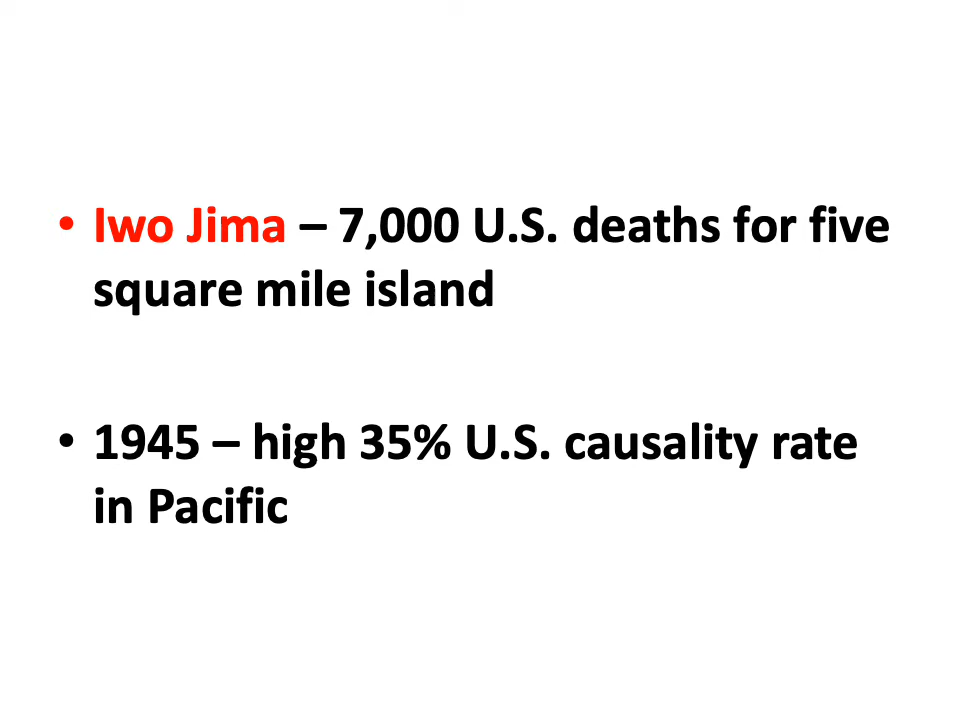 • Iwo Jima – 7,000 U.S. deaths for five
square mile island
• 1945 – high 35% U.S. causality rate
in Pacific